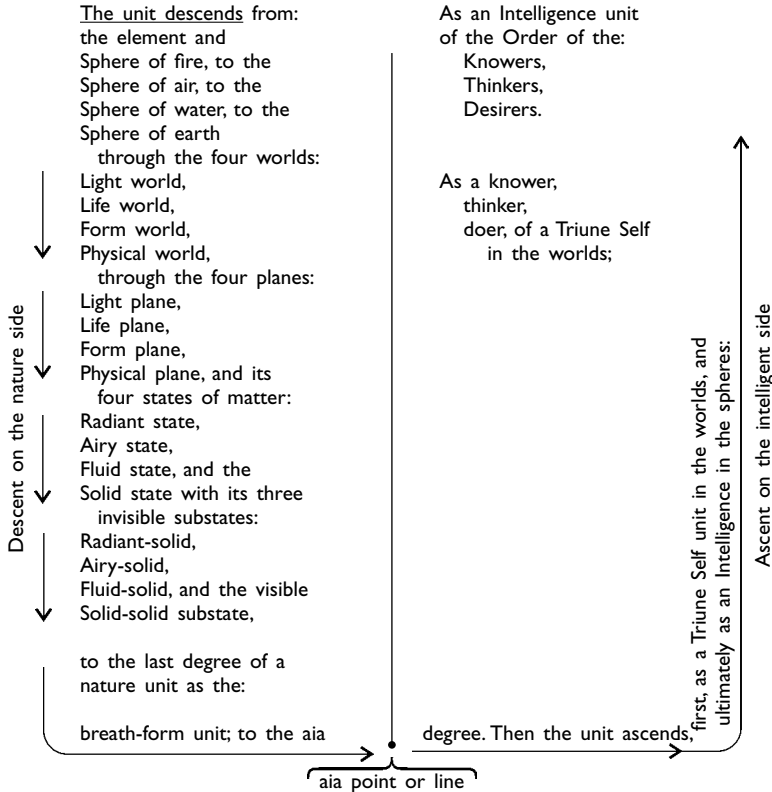 The unit descends from:
the element and
Sphere of fire, to the
Sphere of air, to the
Sphere of water, to the
Sphere of earth
through the four worlds:
Light world,
Life world,
Form world,
Physical world,
through the four planes:
Light plane,
Life plane,
Form plane,
Physical plane, and its
four states of matter:
Radiant state,
Airy state,
Fluid state, and the
Solid state with its three
invisible substates:
Radiant-solid,
Airy-solid,
Fluid-solid, and the visible
Solid-solid substate,
to the last degree of a
nature unit as the:
breath-form unit; to the aia
Descent on the nature side
aia point or line
degree. Then the unit ascends,
first, as a Triune Self unit in the worlds, and
ultimately as an Intelligence in the spheres:
Ascent on the intelligent side
As a knower,
thinker,
doer, of a Triune Self
in the worlds;
As an Intelligence unit
of the Order of the:
Knowers,
Thinkers,
Desirers.